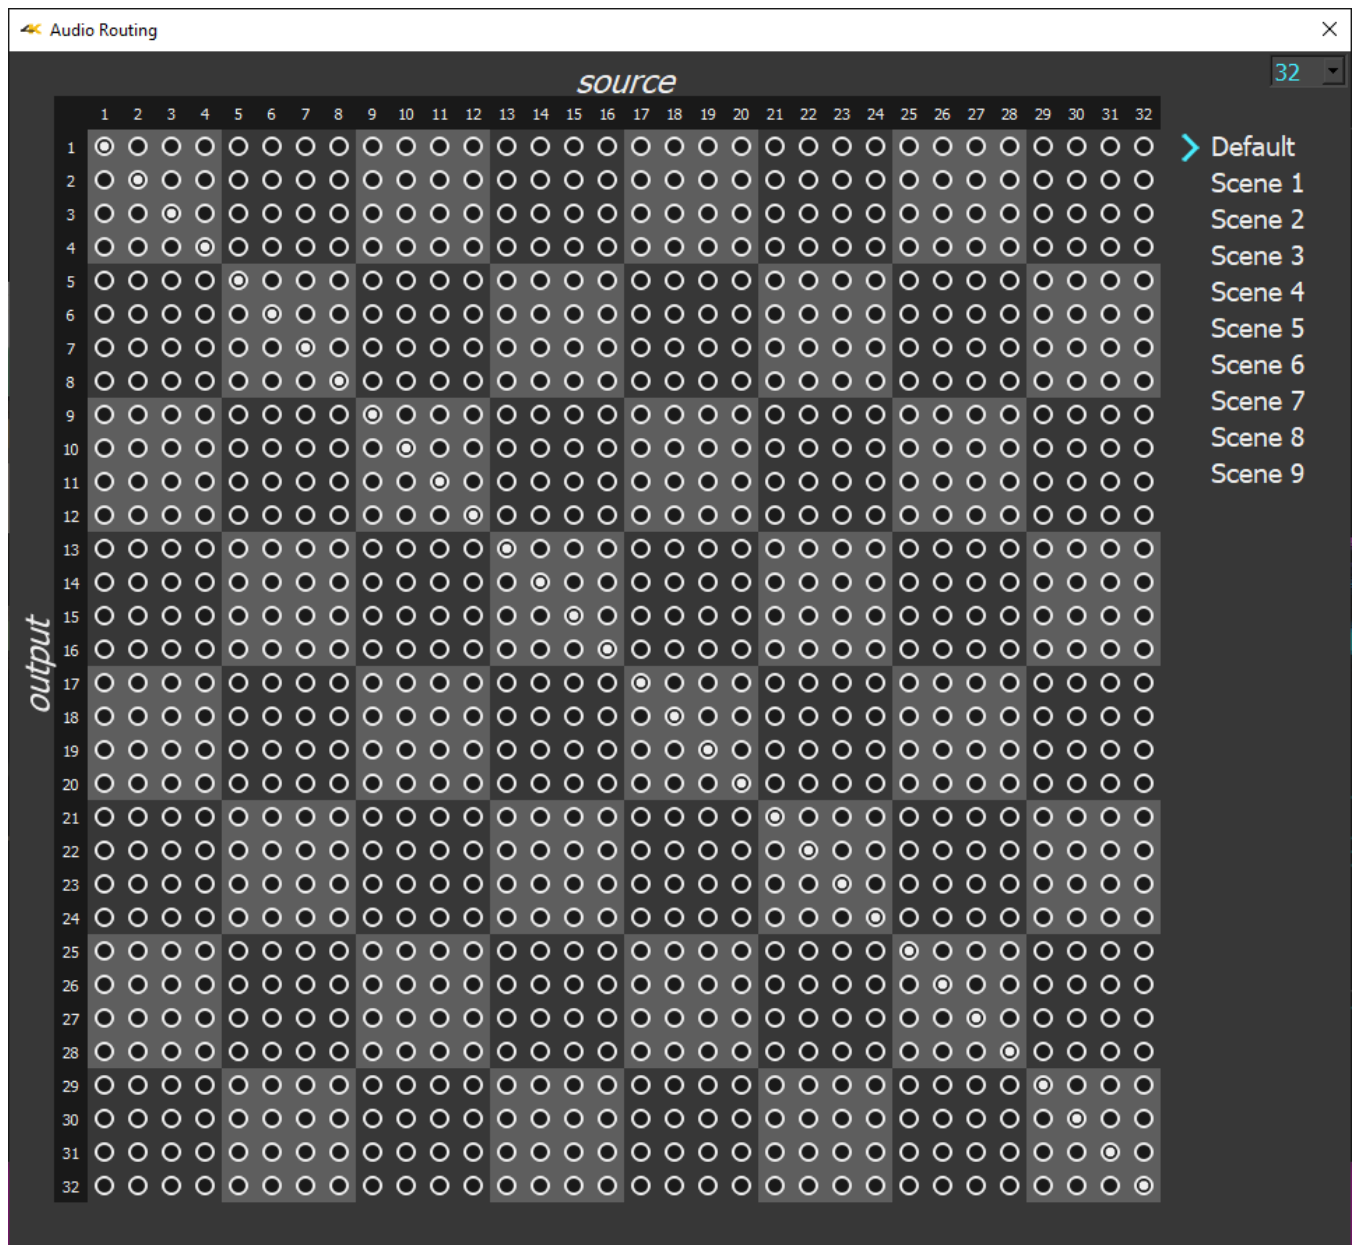 4K Audio Routing
source
32
1 2 3 4 5 6 7 8 9 10 11 12 13 14 15 16 17 18 19 20 21 22 23 24 25 26 27 28 29 30 31 32
output
1
2
3
4
5
6
7
8
9
10
11
12
13
14
15
16
17
18
19
20
21
22
23
24
25
26
27
28
29
30
31
32
Default
Scene 1
Scene 2
Scene 3
Scene 4
Scene 5
Scene 6
Scene 7
Scene 8
Scene 9